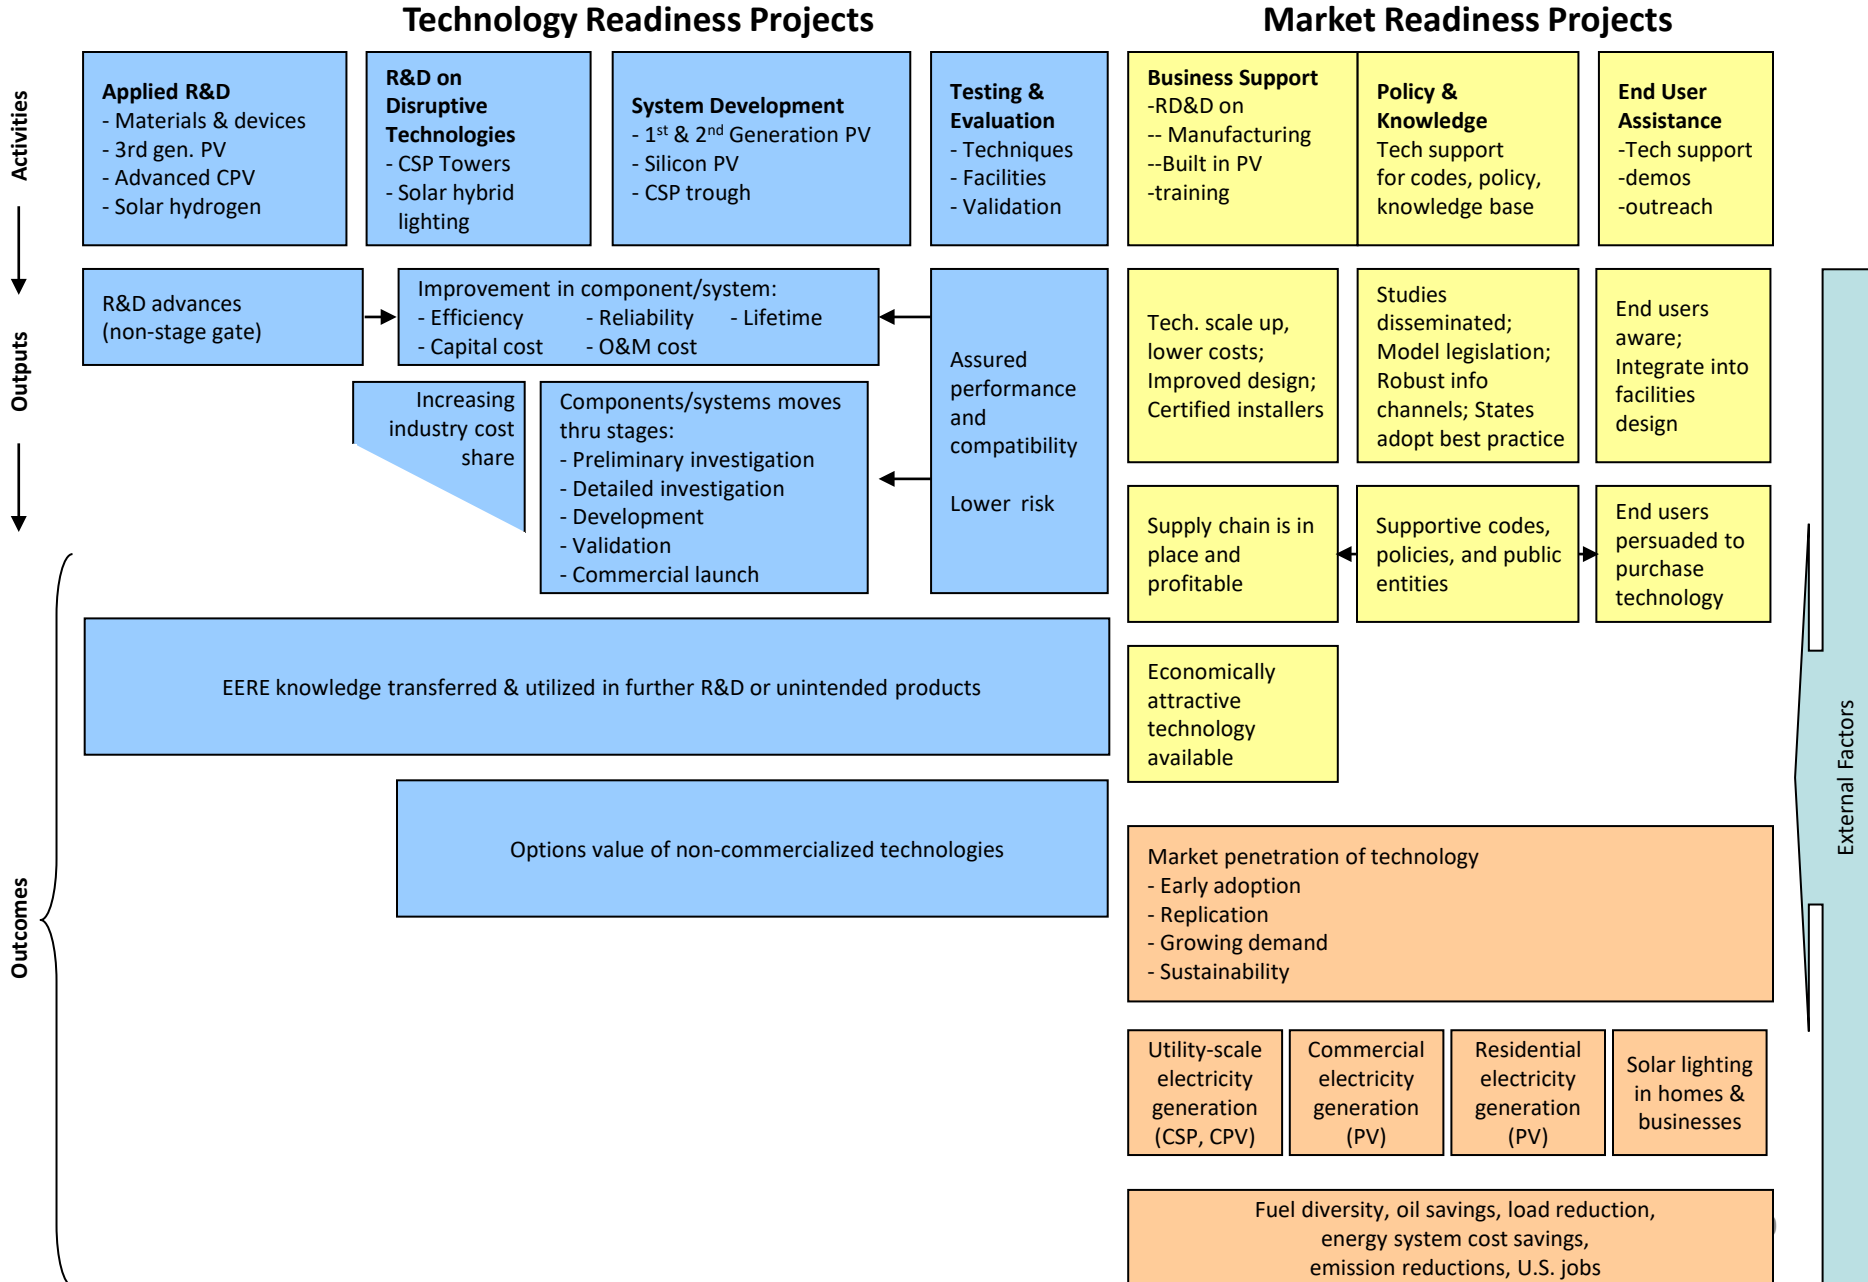 Technology Readiness Projects
Market Readiness Projects
Activities
Applied R&D
- Materials & devices
- 3rd gen. PV
- Advanced CPV
- Solar hydrogen
R&D on
Disruptive
Technologies
- CSP Towers
- Solar hybrid
lighting
System Development
- 1st & 2nd Generation PV
- Silicon PV
- CSP trough
Testing &
Evaluation
- Techniques
- Facilities
- Validation
Business Support
-RD&D on
-- Manufacturing
--Built in PV
-training
Policy &
Knowledge
Tech support
for codes, policy,
knowledge base
End User
Assistance
-Tech support
-demos
-outreach
Outputs
R&D advances
(non-stage gate)
Improvement in component/system:
- Efficiency - Reliability - Lifetime
- Capital cost - O&M cost
Increasing
industry cost
share
Components/systems moves
thru stages:
- Preliminary investigation
- Detailed investigation
- Development
- Validation
- Commercial launch
Assured
performance
and
compatibility
Lower risk
Tech. scale up,
lower costs;
Improved design;
Certified installers
Studies
disseminated;
Model legislation;
Robust info
channels; States
adopt best practice
End users
aware;
Integrate into
facilities
design
Supply chain is in
place and
profitable
Supportive codes,
policies, and public
entities
End users
persuaded to
purchase
technology
Outcomes
EERE knowledge transferred & utilized in further R&D or unintended products
Economically
attractive
technology
available
Options value of non-commercialized technologies
Market penetration of technology
- Early adoption
- Replication
- Growing demand
- Sustainability
Utility-scale
electricity
generation
(CSP, CPV)
Commercial
electricity
generation
(PV)
Residential
electricity
generation
(PV)
Solar lighting
in homes &
businesses
Fuel diversity, oil savings, load reduction,
energy system cost savings,
emission reductions, U.S. jobs
External Factors